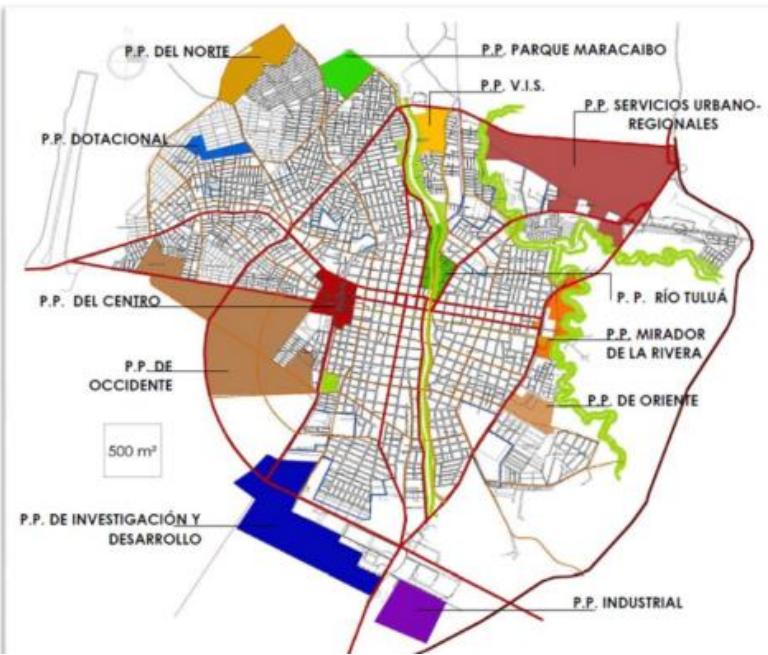 P.P. DEL NORTE
P.P. PARQUE MARACAIBO
P.P. V.I.S.
P.P. SERVICIOS URBANO-
REGIONALES
P.P. DOTACIONAL
P.P. DEL CENTRO
P. P. RÍO TULUÁ
P.P. MIRADOR
DE LA RIVERA
P.P. DE
OCCIDENTE
P.P. DE ORIENTE
500 m²
P.P. DE INVESTIGACIÓN Y
DESARROLLO
P.P. INDUSTRIAL